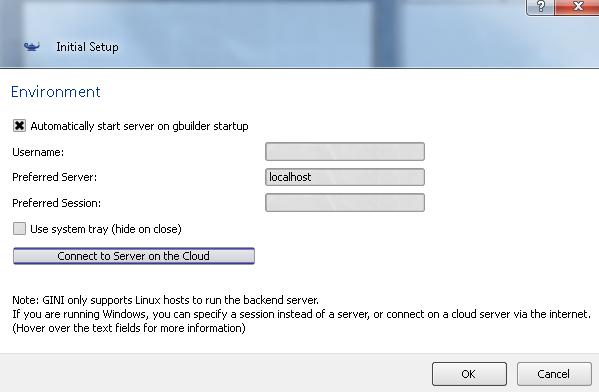 Initial Setup
Environment
Automatically start server on gbuilder startup
Username:
Preferred Server: localhost
Preferred Session:
Use system tray (hide on close)
Connect to Server on the Cloud
Note: GINI only supports Linux hosts to run the backend server.
If you are running Windows, you can specify a session instead of a server, or connect on a cloud server via the internet.
(Hover over the text fields for more information)
OK Cancel